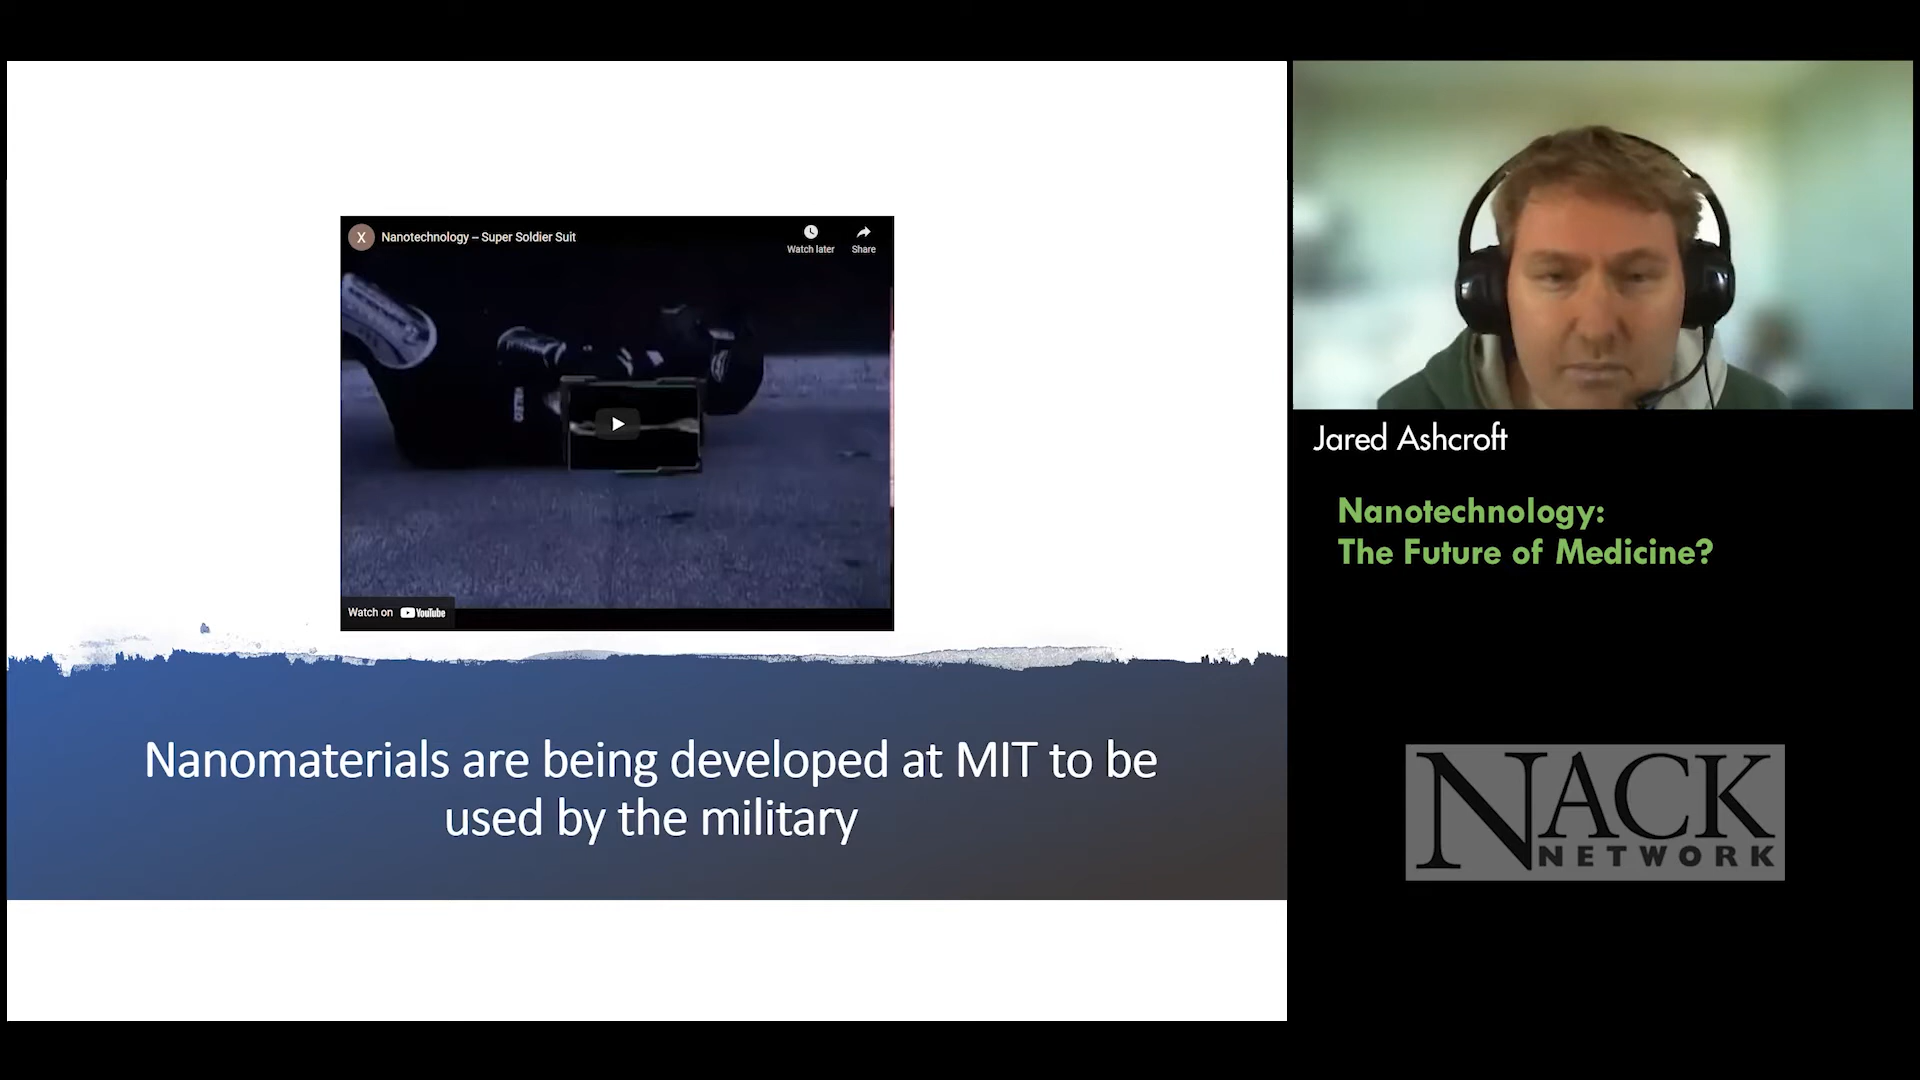 X
Nanotechnology – Super Soldier Suit
Watch later
Share
Watch on YouTube
Nanomaterials are being developed at MIT to be
used by the military
Jared Ashcroft
Nanotechnology:
The Future of Medicine?
NACK
NETWORK